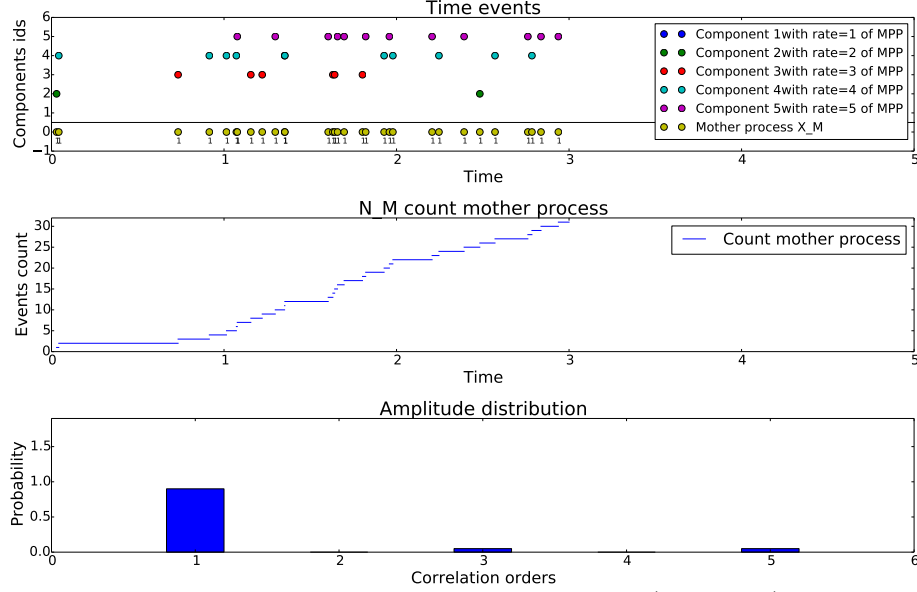 Time events
Components ids
6
5
4
3
2
1
0
−1
Component 1with rate=1 of MPP
Component 2with rate=2 of MPP
Component 3with rate=3 of MPP
Component 4with rate=4 of MPP
Component 5with rate=5 of MPP
Mother process X_M
0 1 2 3 4 5
Time
N_M count mother process
Events count
30
25
20
15
10
5
0
Count mother process
0 1 2 3 4 5
Time
Amplitude distribution
Probability
1.5
1.0
0.5
0.0
0 1 2 3 4 5 6
Correlation orders